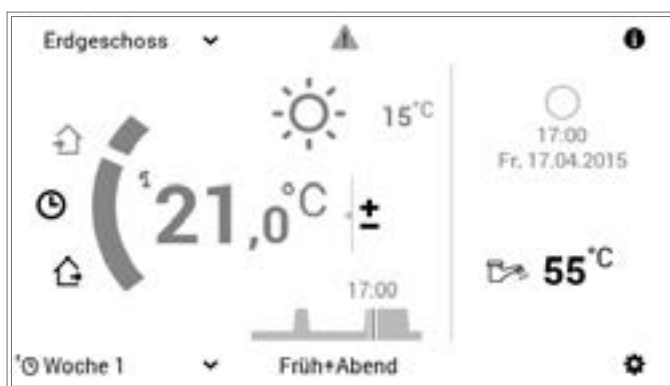 Erdgeschoss
15°C
17:00
Fr, 17.04.2015
21,0°C
55°C
17:00
Woche 1
Früh+Abend